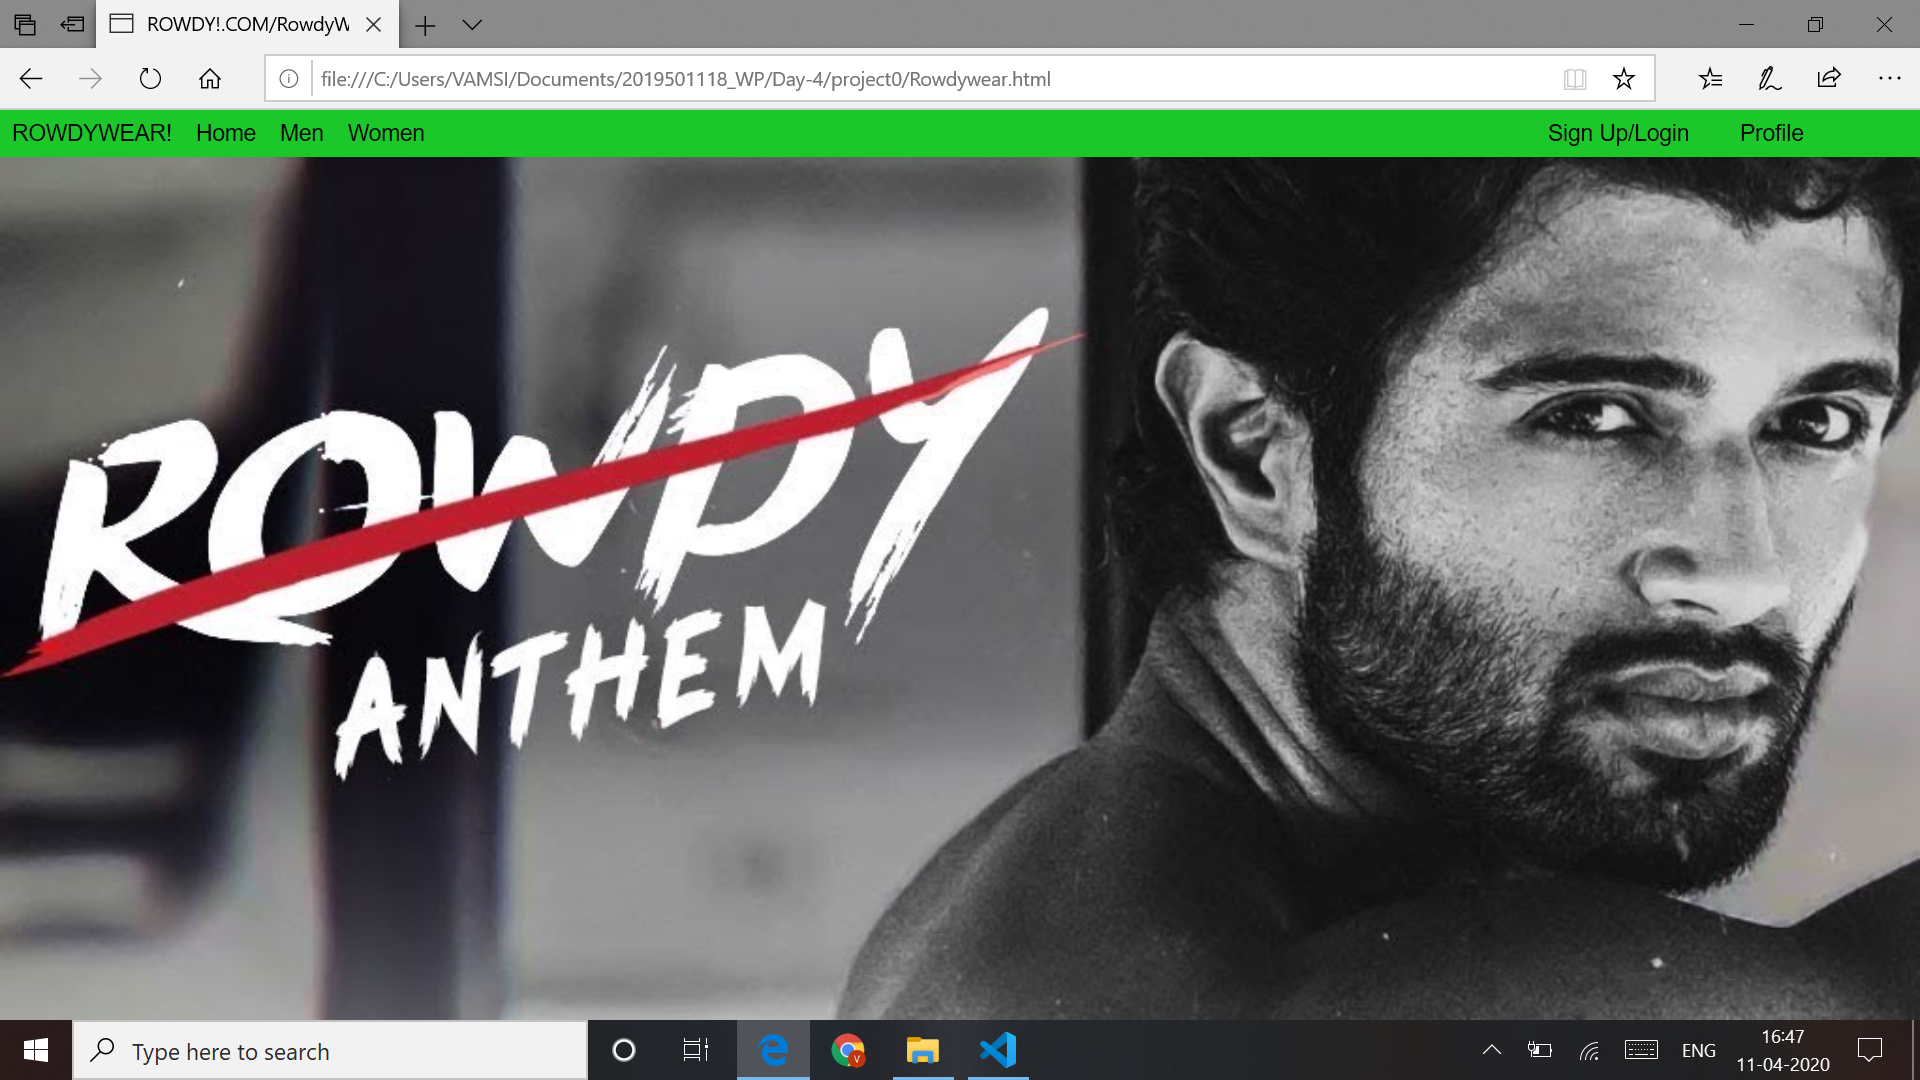 ROWDY!.COM/RowdyW
file:///C:/Users/VAMSI/Documents/2019501118_WP/Day-4/project0/Rowdywear.html
ROWDYWEAR! Home Men Women Sign Up/Login Profile
ROWDY
ANTHEM
Type here to search
V
ENG
16:47
11-04-2020